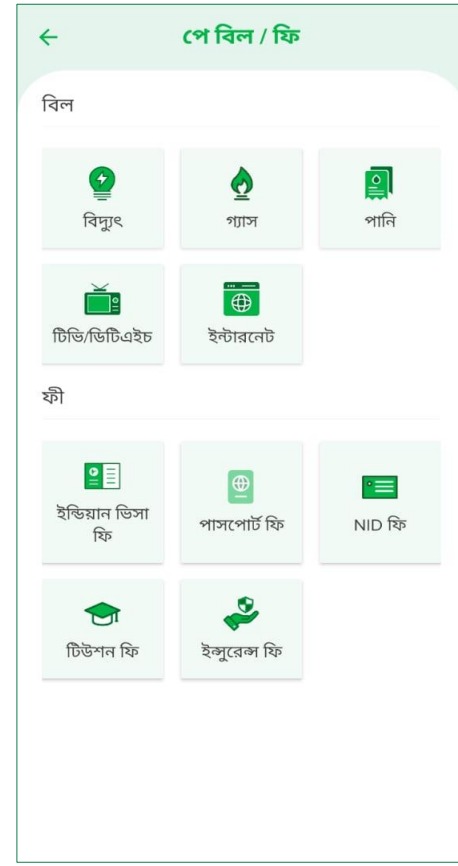 পে বিল / ফি
বিল
বিদ্যুৎ
গ্যাস
পানি
টিভি/ডিটিএইচ
ইন্টারনেট
ফী
ইন্ডিয়ান ভিসা
ফি
পাসপোর্ট ফি
NID ফি
টিউশন ফি
ইন্সুরেন্স ফি